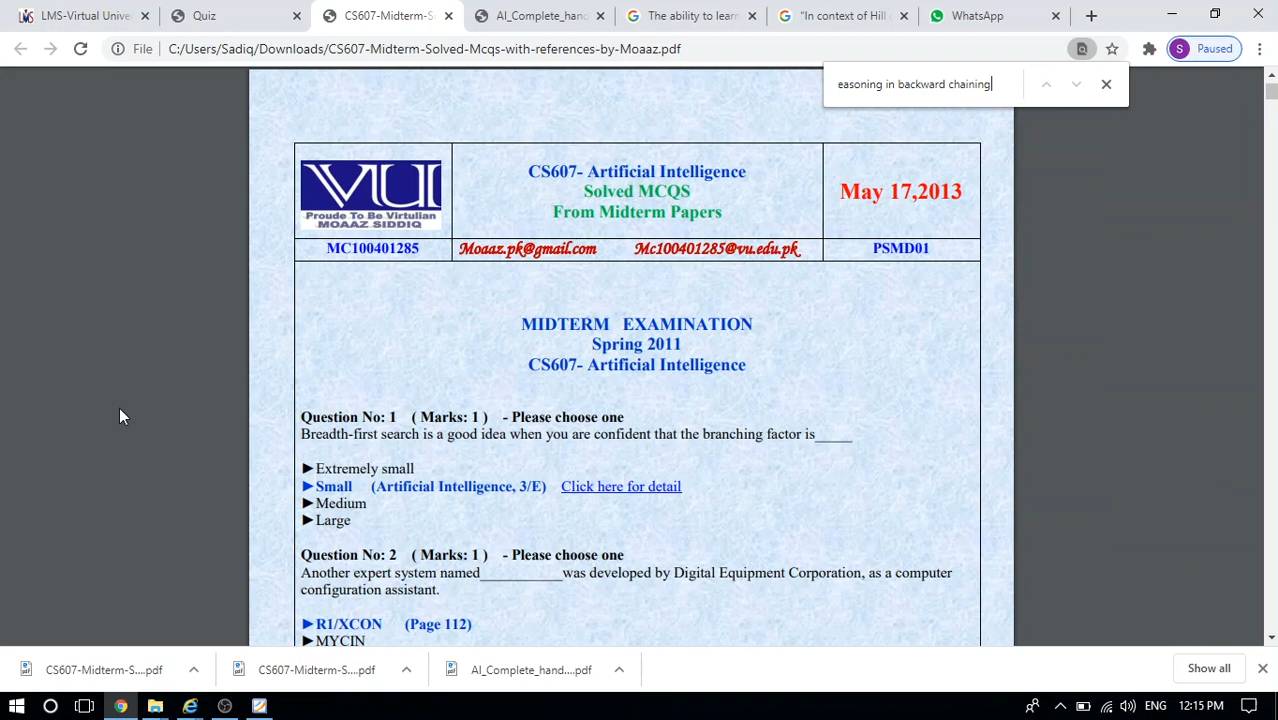 LMS-Virtual Univer
Quiz
CS607-Midterm-S
AI_Complete_hand
The ability to learn
"In context of Hill c
WhatsApp
File
C:/Users/Sadiq/Downloads/CS607-Midterm-Solved-Mcqs-with-references-by-Moaaz.pdf
S Paused
easoning in backward chaining
VU
Proude To Be Virtulian
MOAAZ SIDDIQ
CS607- Artificial Intelligence
Solved MCQS
From Midterm Papers
May 17,2013
MC100401285
Moaaz.pk@gmail.com Mc100401285@vu.edu.pk
PSMD01
MIDTERM EXAMINATION
Spring 2011
CS607- Artificial Intelligence
Question No: 1 ( Marks: 1 ) - Please choose one
Breadth-first search is a good idea when you are confident that the branching factor is_____
►Extremely small
►Small (Artificial Intelligence, 3/E) Click here for detail
►Medium
►Large
Question No: 2 ( Marks: 1 ) - Please choose one
Another expert system named___________was developed by Digital Equipment Corporation, as a computer
configuration assistant.
►R1/XCON (Page 112)
►MYCIN
CS607-Midterm-S....pdf
CS607-Midterm-S....pdf
AI_Complete_hand....pdf
Show all
ENG
12:15 PM